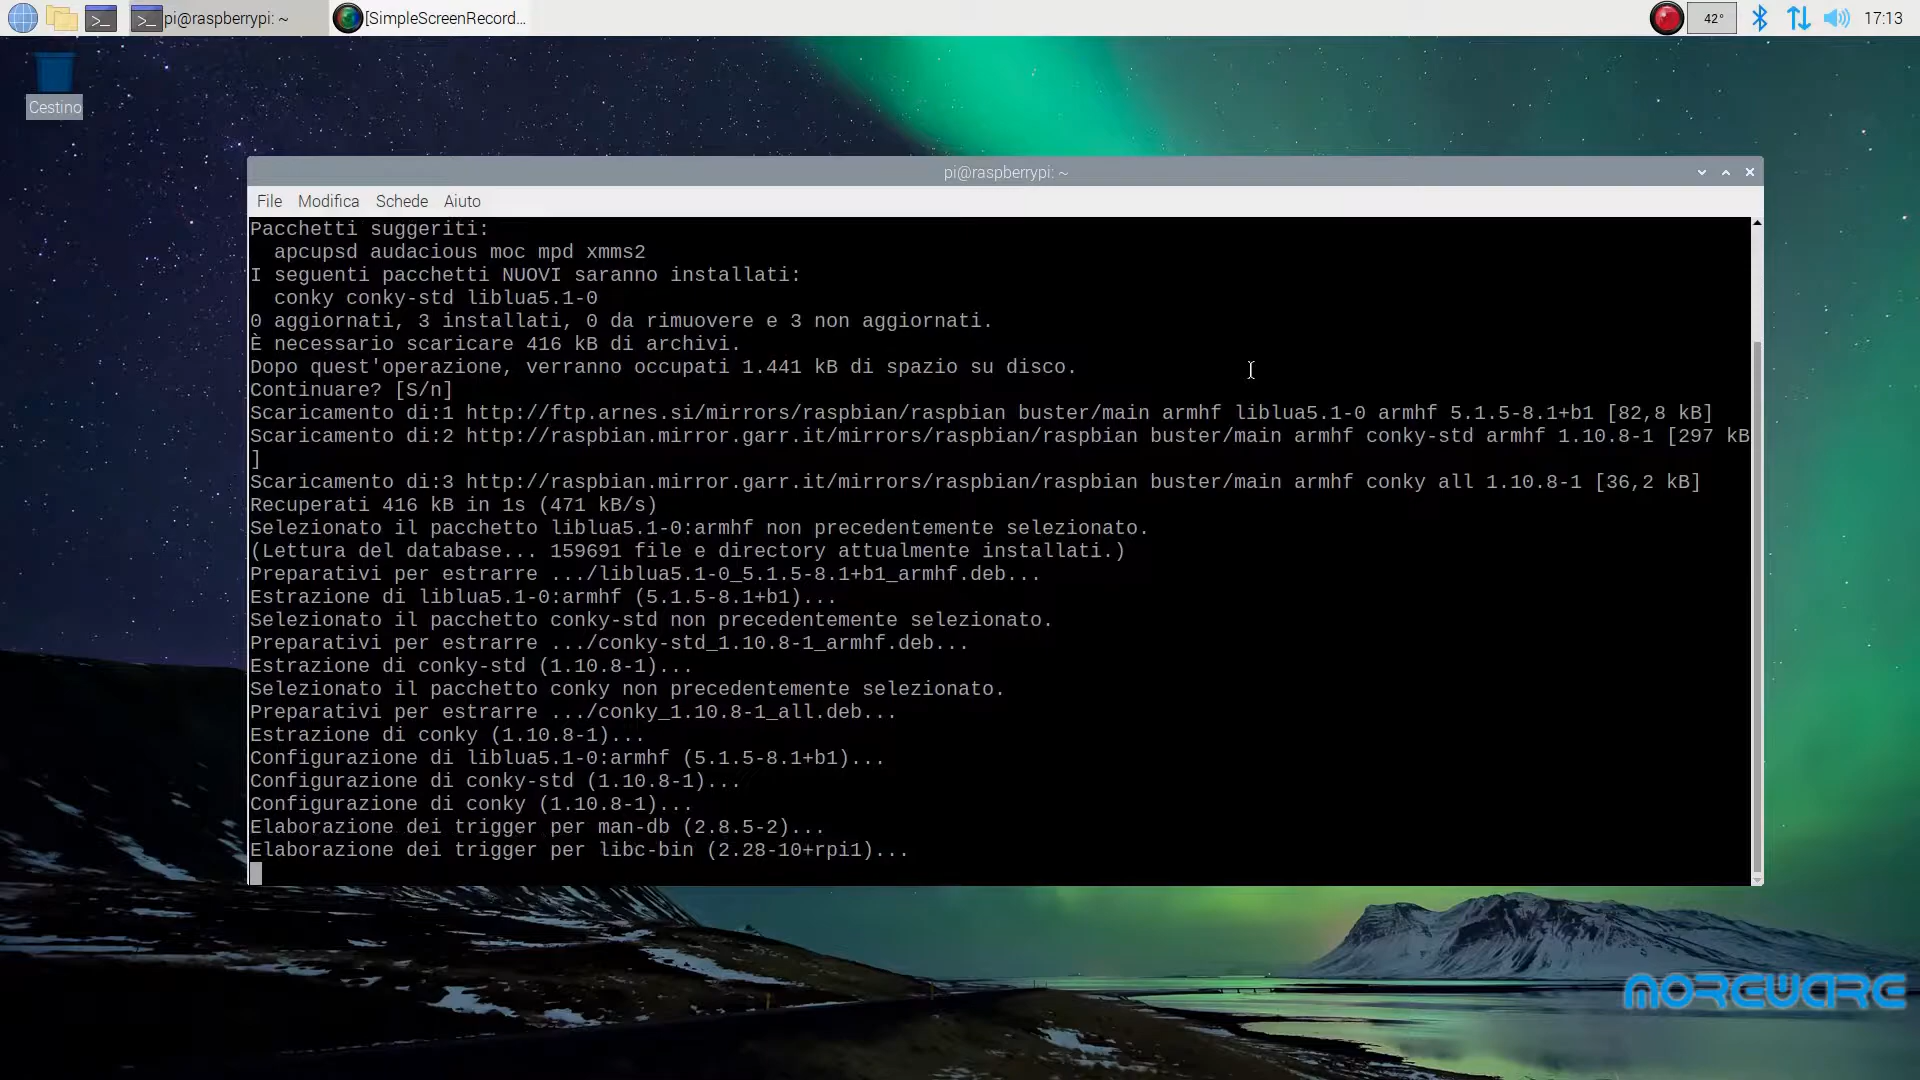 pi@raspberrypi: ~
[SimpleScreenRecord...
42°
17:13
Cestino
pi@raspberrypi: ~
File Modifica Schede Aiuto
Pacchetti suggeriti:
  apcupsd audacious moc mpd xmms2
I seguenti pacchetti NUOVI saranno installati:
  conky conky-std liblua5.1-0
0 aggiornati, 3 installati, 0 da rimuovere e 3 non aggiornati.
È necessario scaricare 416 kB di archivi.
Dopo quest'operazione, verranno occupati 1.441 kB di spazio su disco.
Continuare? [S/n]
Scaricamento di:1 http://ftp.arnes.si/mirrors/raspbian/raspbian buster/main armhf liblua5.1-0 armhf 5.1.5-8.1+b1 [82,8 kB]
Scaricamento di:2 http://raspbian.mirror.garr.it/mirrors/raspbian/raspbian buster/main armhf conky-std armhf 1.10.8-1 [297 kB
]
Scaricamento di:3 http://raspbian.mirror.garr.it/mirrors/raspbian/raspbian buster/main armhf conky all 1.10.8-1 [36,2 kB]
Recuperati 416 kB in 1s (471 kB/s)
Selezionato il pacchetto liblua5.1-0:armhf non precedentemente selezionato.
(Lettura del database... 159691 file e directory attualmente installati.)
Preparativi per estrarre .../liblua5.1-0_5.1.5-8.1+b1_armhf.deb...
Estrazione di liblua5.1-0:armhf (5.1.5-8.1+b1)...
Selezionato il pacchetto conky-std non precedentemente selezionato.
Preparativi per estrarre .../conky-std_1.10.8-1_armhf.deb...
Estrazione di conky-std (1.10.8-1)...
Selezionato il pacchetto conky non precedentemente selezionato.
Preparativi per estrarre .../conky_1.10.8-1_all.deb...
Estrazione di conky (1.10.8-1)...
Configurazione di liblua5.1-0:armhf (5.1.5-8.1+b1)...
Configurazione di conky-std (1.10.8-1)...
Configurazione di conky (1.10.8-1)...
Elaborazione dei trigger per man-db (2.8.5-2)...
Elaborazione dei trigger per libc-bin (2.28-10+rpi1)...
MOREWARE